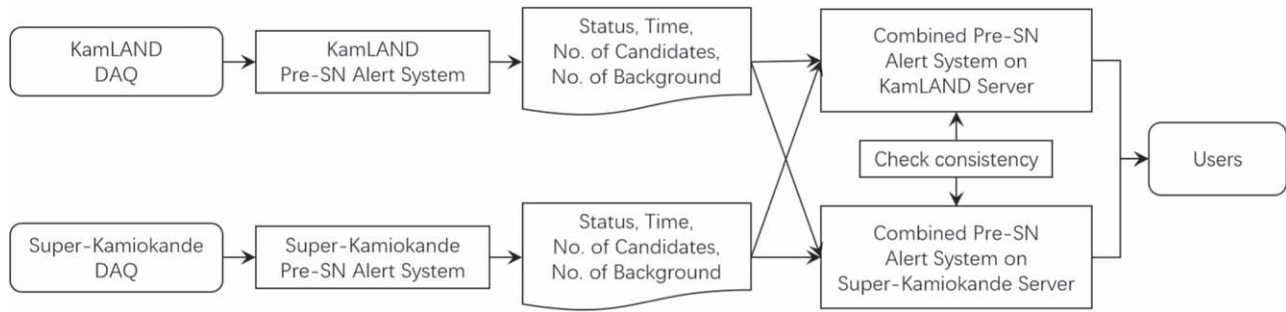 KamLAND
DAQ
KamLAND
Pre-SN Alert System
Status, Time,
No. of Candidates,
No. of Background
Combined Pre-SN
Alert System on
KamLAND Server
Check consistency
Users
Super-Kamiokande
DAQ
Super-Kamiokande
Pre-SN Alert System
Status, Time,
No. of Candidates,
No. of Background
Combined Pre-SN
Alert System on
Super-Kamiokande Server